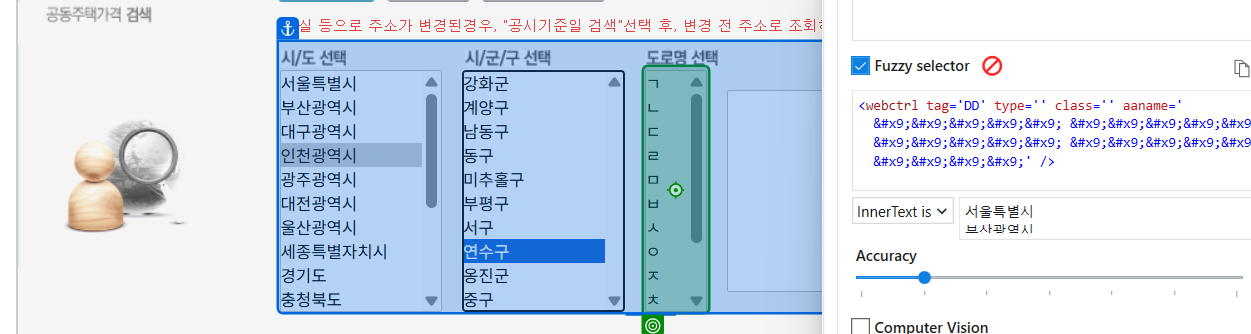 공동주택가격 검색
실 등으로 주소가 변경된경우, "공시기준일 검색"선택 후, 변경 전 주소로 조회하
시/도 선택
서울특별시
부산광역시
대구광역시
인천광역시
광주광역시
대전광역시
울산광역시
세종특별자치시
경기도
충청북도
시/군/구 선택
강화군
계양구
남동구
동구
미추홀구
부평구
서구
연수구
옹진군
중구
도로명 선택
ㄱ
ㄴ
ㄷ
ㄹ
ㅁ
ㅂ
ㅅ
ㅇ
ㅈ
ㅊ
Fuzzy selector
<webctrl tag='DD' type='' class='' aaname='
&#x9;&#x9;&#x9;&#x9;&#x9; &#x9;&#x9;&#x9;&#x9;&#x9
&#x9;&#x9;&#x9;&#x9;&#x9; &#x9;&#x9;&#x9;&#x9;&#x9
&#x9;&#x9;&#x9;&#x9;' />
InnerText is
서울특별시
부산광역시
Accuracy
Computer Vision